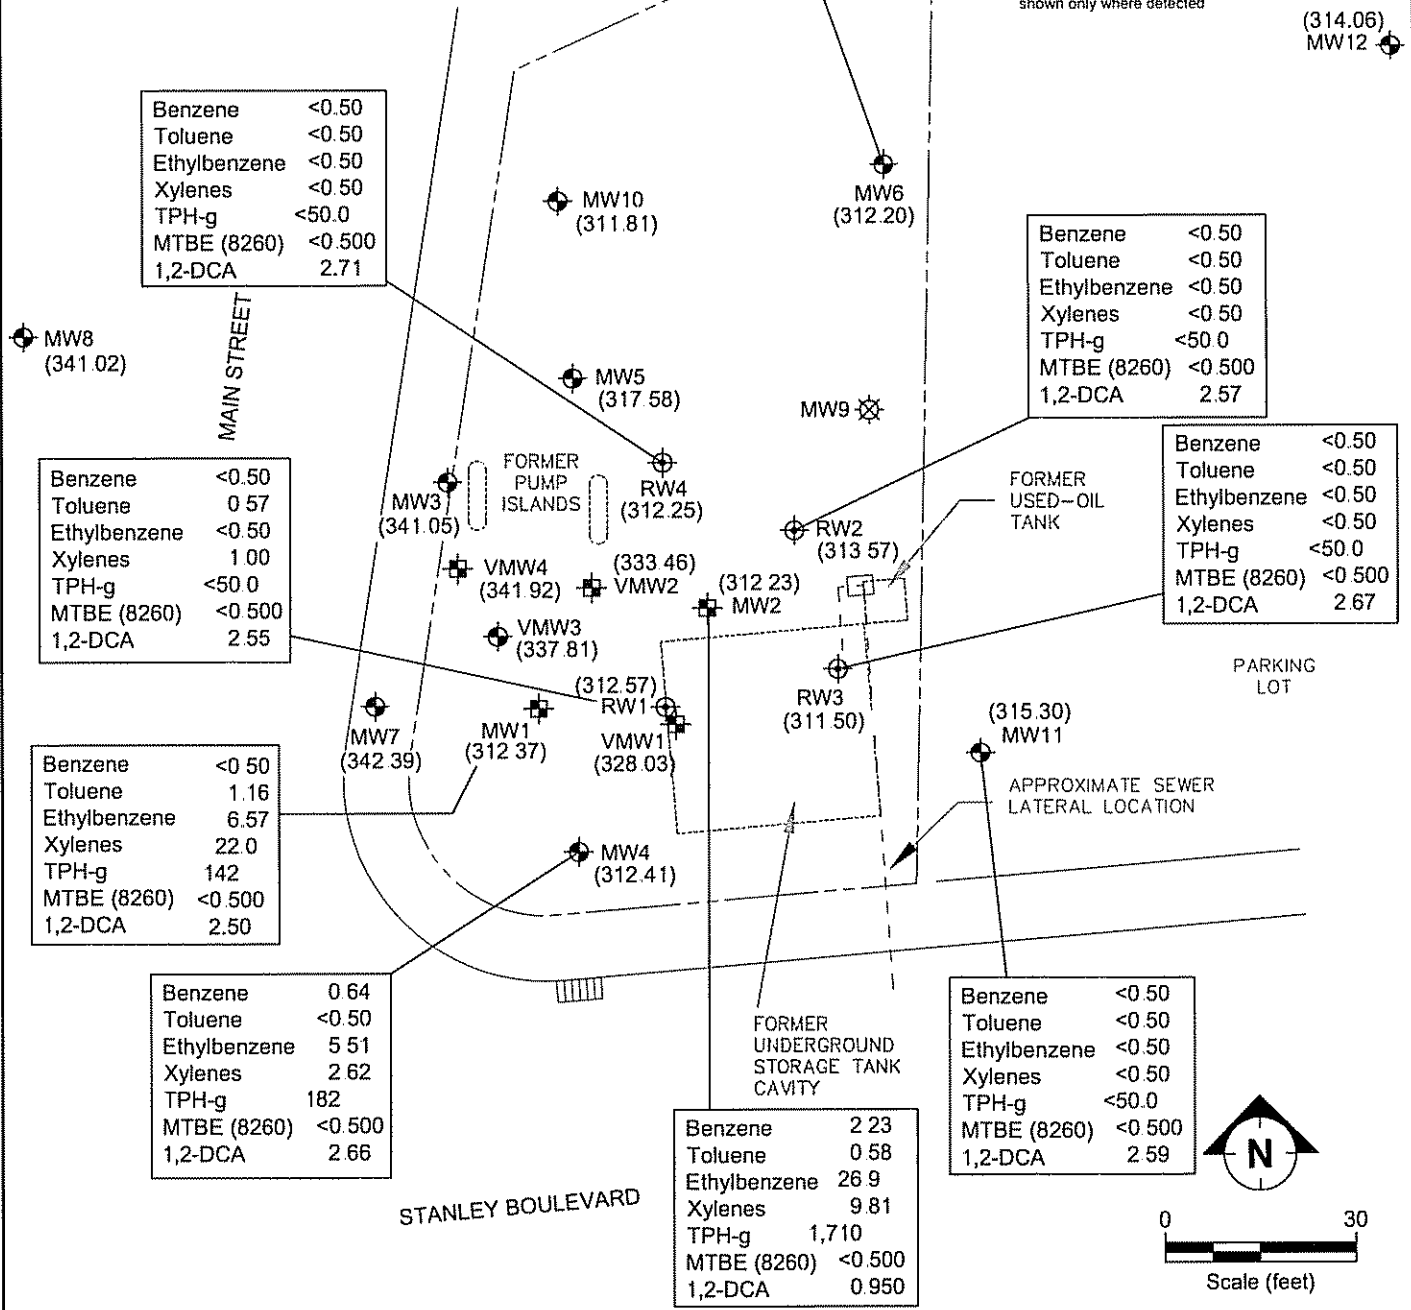 shown only where detected
(314.06)
MW12
Benzene <0.50
Toluene <0.50
Ethylbenzene <0.50
Xylenes <0.50
TPH-g <50.0
MTBE (8260) <0.500
1,2-DCA 2.71
MW10
(311.81)
MW6
(312.20)
Benzene <0.50
Toluene <0.50
Ethylbenzene <0.50
Xylenes <0.50
TPH-g <50.0
MTBE (8260) <0.500
1,2-DCA 2.57
MW8
(341.02)
MAIN STREET
MW5
(317.58)
MW9
Benzene <0.50
Toluene 0 57
Ethylbenzene <0.50
Xylenes 1.00
TPH-g <50.0
MTBE (8260) <0.500
1,2-DCA 2.55
MW3
(341.05)
FORMER
PUMP
ISLANDS
RW4
(312.25)
RW2
(313 57)
FORMER
USED-OIL
TANK
Benzene <0.50
Toluene <0.50
Ethylbenzene <0.50
Xylenes <0.50
TPH-g <50.0
MTBE (8260) <0.500
1,2-DCA 2.67
VMW4
(341.92)
(333.46)
VMW2
(312.23)
MW2
VMW3
(337.81)
PARKING
LOT
(312.57)
RW1
RW3
(311.50)
MW7
(342.39)
MW1
(312 37)
VMW1
(328.03)
(315.30)
MW11
Benzene <0 50
Toluene 1.16
Ethylbenzene 6.57
Xylenes 22.0
TPH-g 142
MTBE (8260) <0.500
1,2-DCA 2.50
APPROXIMATE SEWER
LATERAL LOCATION
MW4
(312.41)
Benzene 0.64
Toluene <0.50
Ethylbenzene 5 51
Xylenes 2.62
TPH-g 182
MTBE (8260) <0.500
1,2-DCA 2.66
FORMER
UNDERGROUND
STORAGE TANK
CAVITY
Benzene <0.50
Toluene <0.50
Ethylbenzene <0.50
Xylenes <0.50
TPH-g <50.0
MTBE (8260) <0.500
1,2-DCA 2.59
Benzene 2 23
Toluene 0 58
Ethylbenzene 26.9
Xylenes 9.81
TPH-g 1,710
MTBE (8260) <0.500
1,2-DCA 0.950
STANLEY BOULEVARD
N
0 30
Scale (feet)